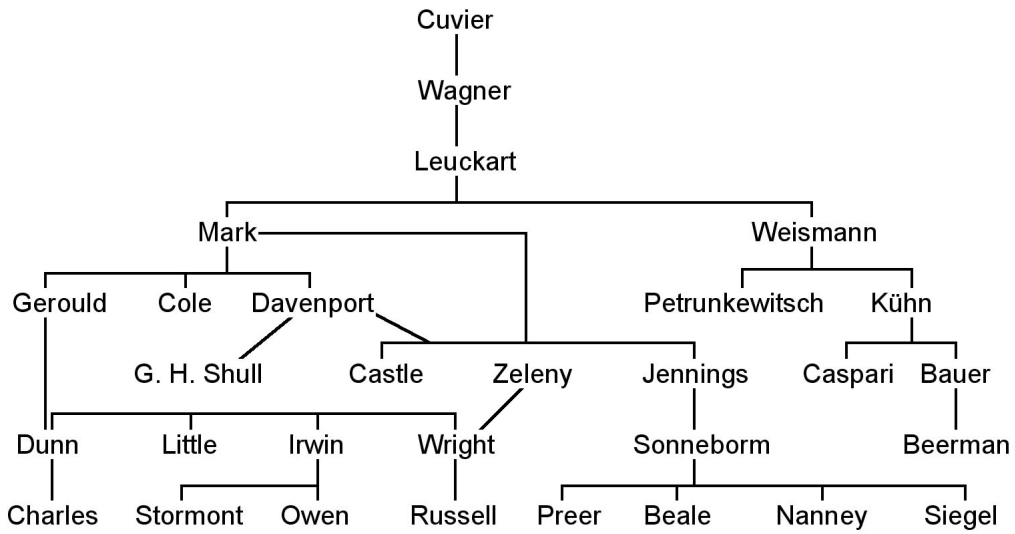 Cuvier
Wagner
Leuckart
Mark Weismann
Gerould Cole Davenport Petrunkewitsch Kühn
G. H. Shull Castle Zeleny Jennings Caspari Bauer
Dunn Little Irwin Wright Sonneborm Beerman
Charles Stormont Owen Russell Preer Beale Nanney Siegel